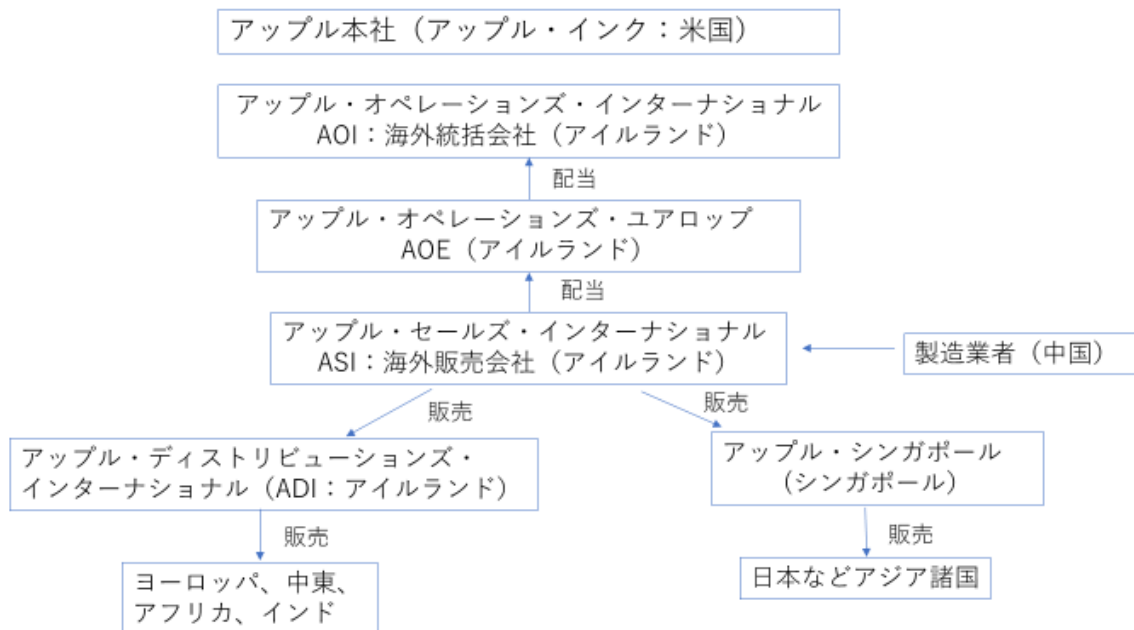 アップル本社（アップル・インク：米国）
アップル・オペレーションズ・インターナショナル
AOI：海外統括会社（アイルランド）
配当
アップル・オペレーションズ・ユアロップ
AOE（アイルランド）
配当
アップル・セールズ・インターナショナル
ASI：海外販売会社（アイルランド）
製造業者（中国）
販売
販売
アップル・ディストリビューションズ・
インターナショナル（ADI：アイルランド）
アップル・シンガポール
(シンガポール）
販売
販売
ヨーロッパ、中東、
アフリカ、インド
日本などアジア諸国